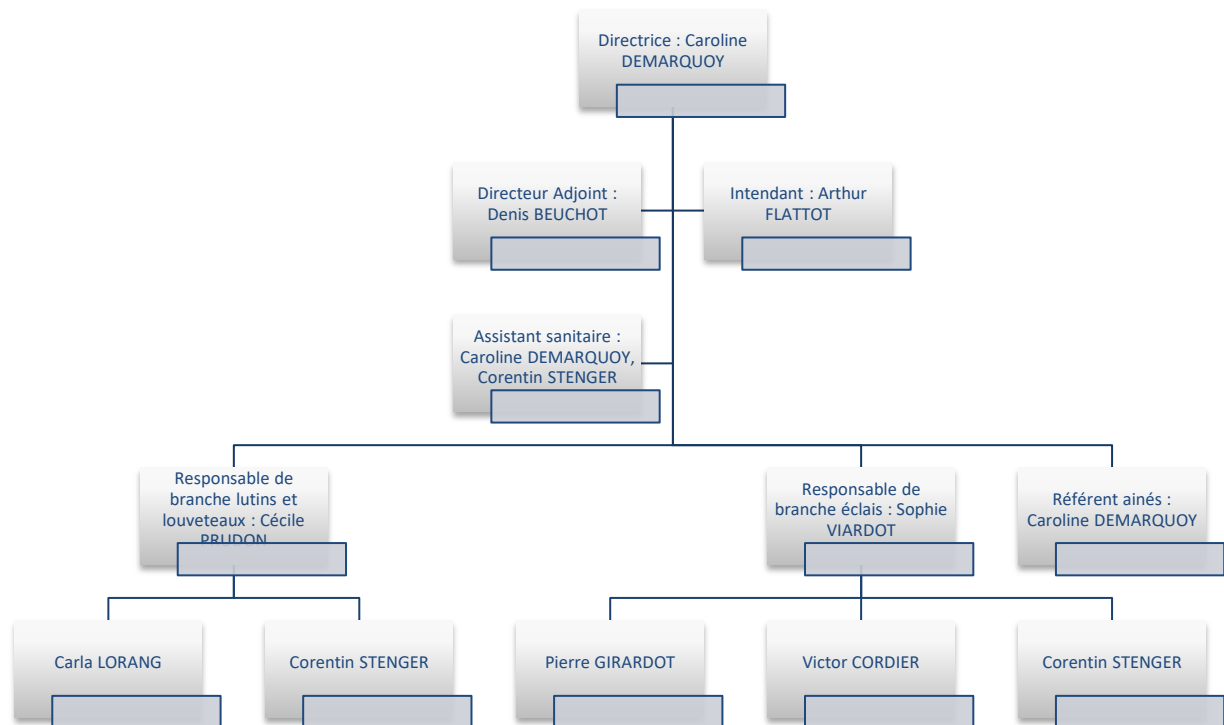 Directrice : Caroline
DEMARQUOY
Directeur Adjoint :
Denis BEUCHOT
Intendant : Arthur
FLATTOT
Assistant sanitaire :
Caroline DEMARQUOY,
Corentin STENGER
Responsable de
branche lutins et
louveteaux : Cécile
PRUDON
Responsable de
branche éclais : Sophie
VIARDOT
Référent ainés :
Caroline DEMARQUOY
Carla LORANG
Corentin STENGER
Pierre GIRARDOT
Victor CORDIER
Corentin STENGER